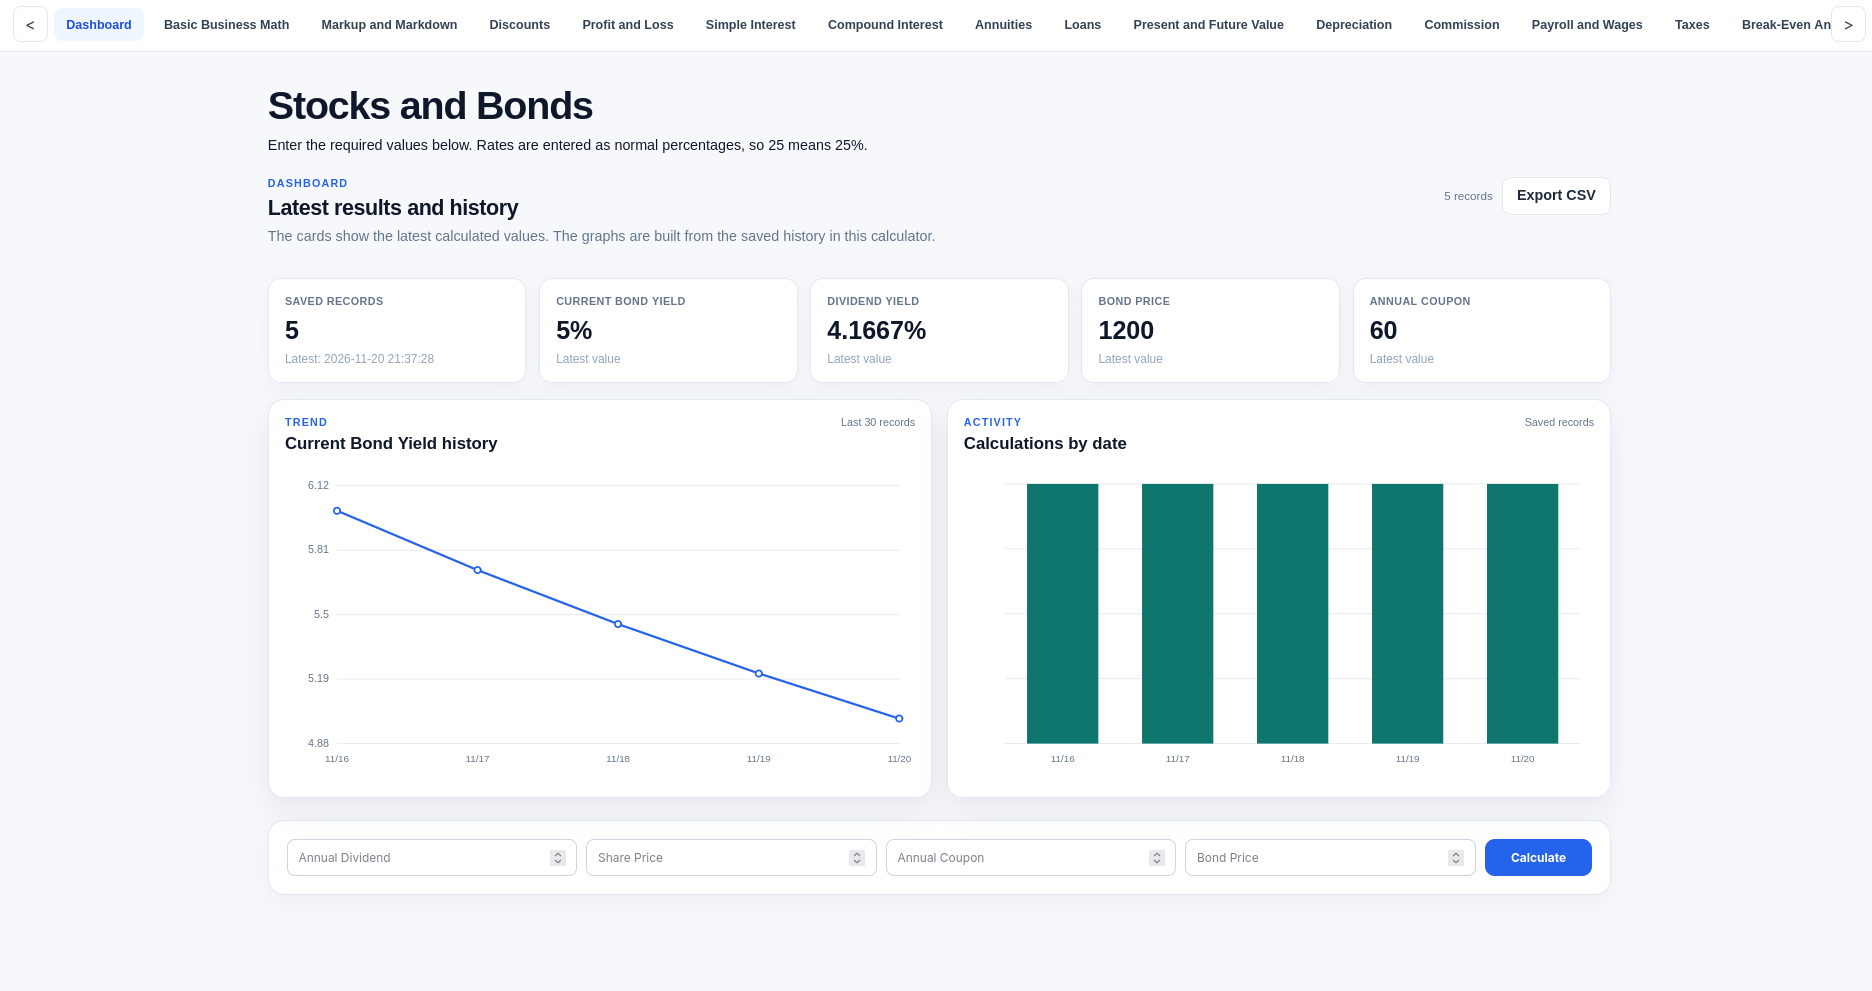 <
Dashboard
Basic Business Math
Markup and Markdown
Discounts
Profit and Loss
Simple Interest
Compound Interest
Annuities
Loans
Present and Future Value
Depreciation
Commission
Payroll and Wages
Taxes
Break-Even An
>
Stocks and Bonds
Enter the required values below. Rates are entered as normal percentages, so 25 means 25%.
DASHBOARD
Latest results and history
The cards show the latest calculated values. The graphs are built from the saved history in this calculator.
5 records
Export CSV
SAVED RECORDS
5
Latest: 2026-11-20 21:37:28
CURRENT BOND YIELD
5%
Latest value
DIVIDEND YIELD
4.1667%
Latest value
BOND PRICE
1200
Latest value
ANNUAL COUPON
60
Latest value
TREND
Last 30 records
Current Bond Yield history
6.12
5.81
5.5
5.19
4.88
11/16
11/17
11/18
11/19
11/20
ACTIVITY
Saved records
Calculations by date
11/16
11/17
11/18
11/19
11/20
Annual Dividend
Share Price
Annual Coupon
Bond Price
Calculate